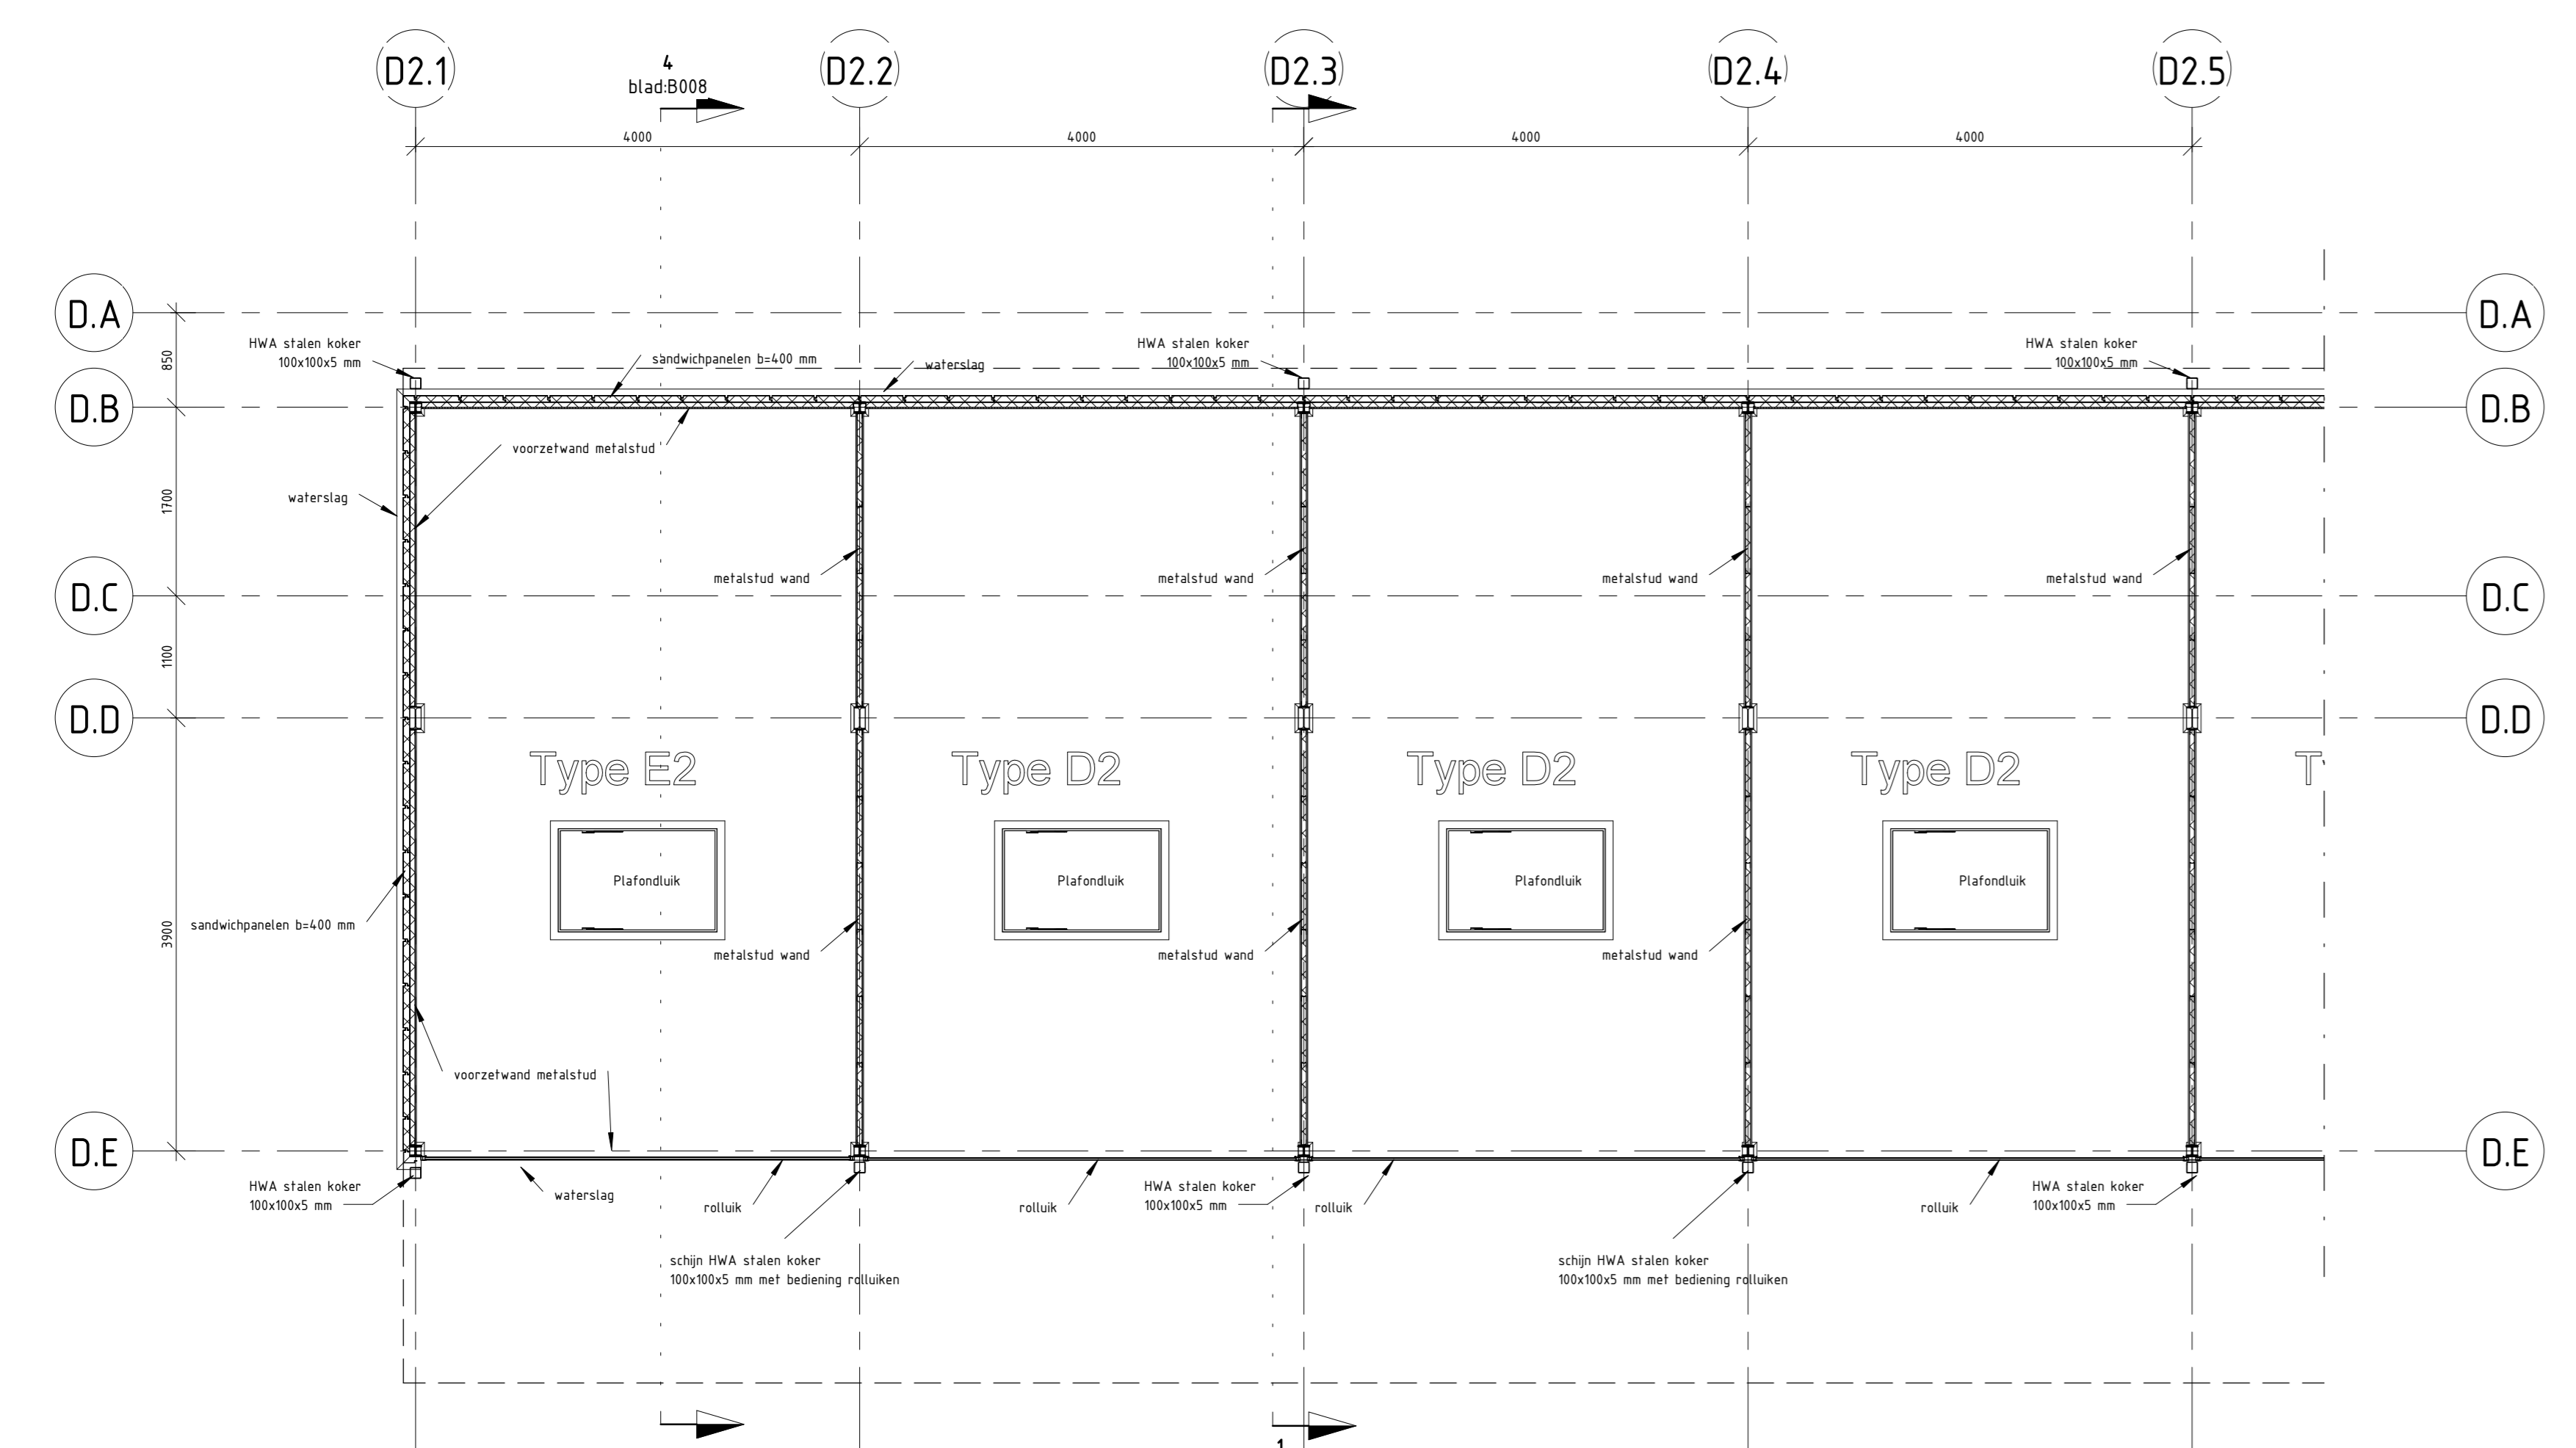 D2.1
4
blad:B008
D2.2
D2.3
D2.4
D2.5
4000
4000
4000
4000
D.A
D.A
850
HWA stalen koker
100x100x5 mm
sandwichpanelen b=400 mm
waterslag
HWA stalen koker
100x100x5 mm
HWA stalen koker
100x100x5 mm
D.B
D.B
voorzetwand metalstud
1700
waterslag
metalstud wand
metalstud wand
metalstud wand
metalstud wand
D.C
D.C
1100
D.D
D.D
Type E2
Type D2
Type D2
Type D2
T
Plafondluik
Plafondluik
Plafondluik
Plafondluik
sandwichpanelen b=400 mm
3900
metalstud wand
metalstud wand
metalstud wand
voorzetwand metalstud
D.E
D.E
HWA stalen koker
100x100x5 mm
waterslag
rolluik
rolluik
HWA stalen koker
100x100x5 mm
rolluik
rolluik
HWA stalen koker
100x100x5 mm
schijn HWA stalen koker
100x100x5 mm met bediening rolluiken
schijn HWA stalen koker
100x100x5 mm met bediening rolluiken
1